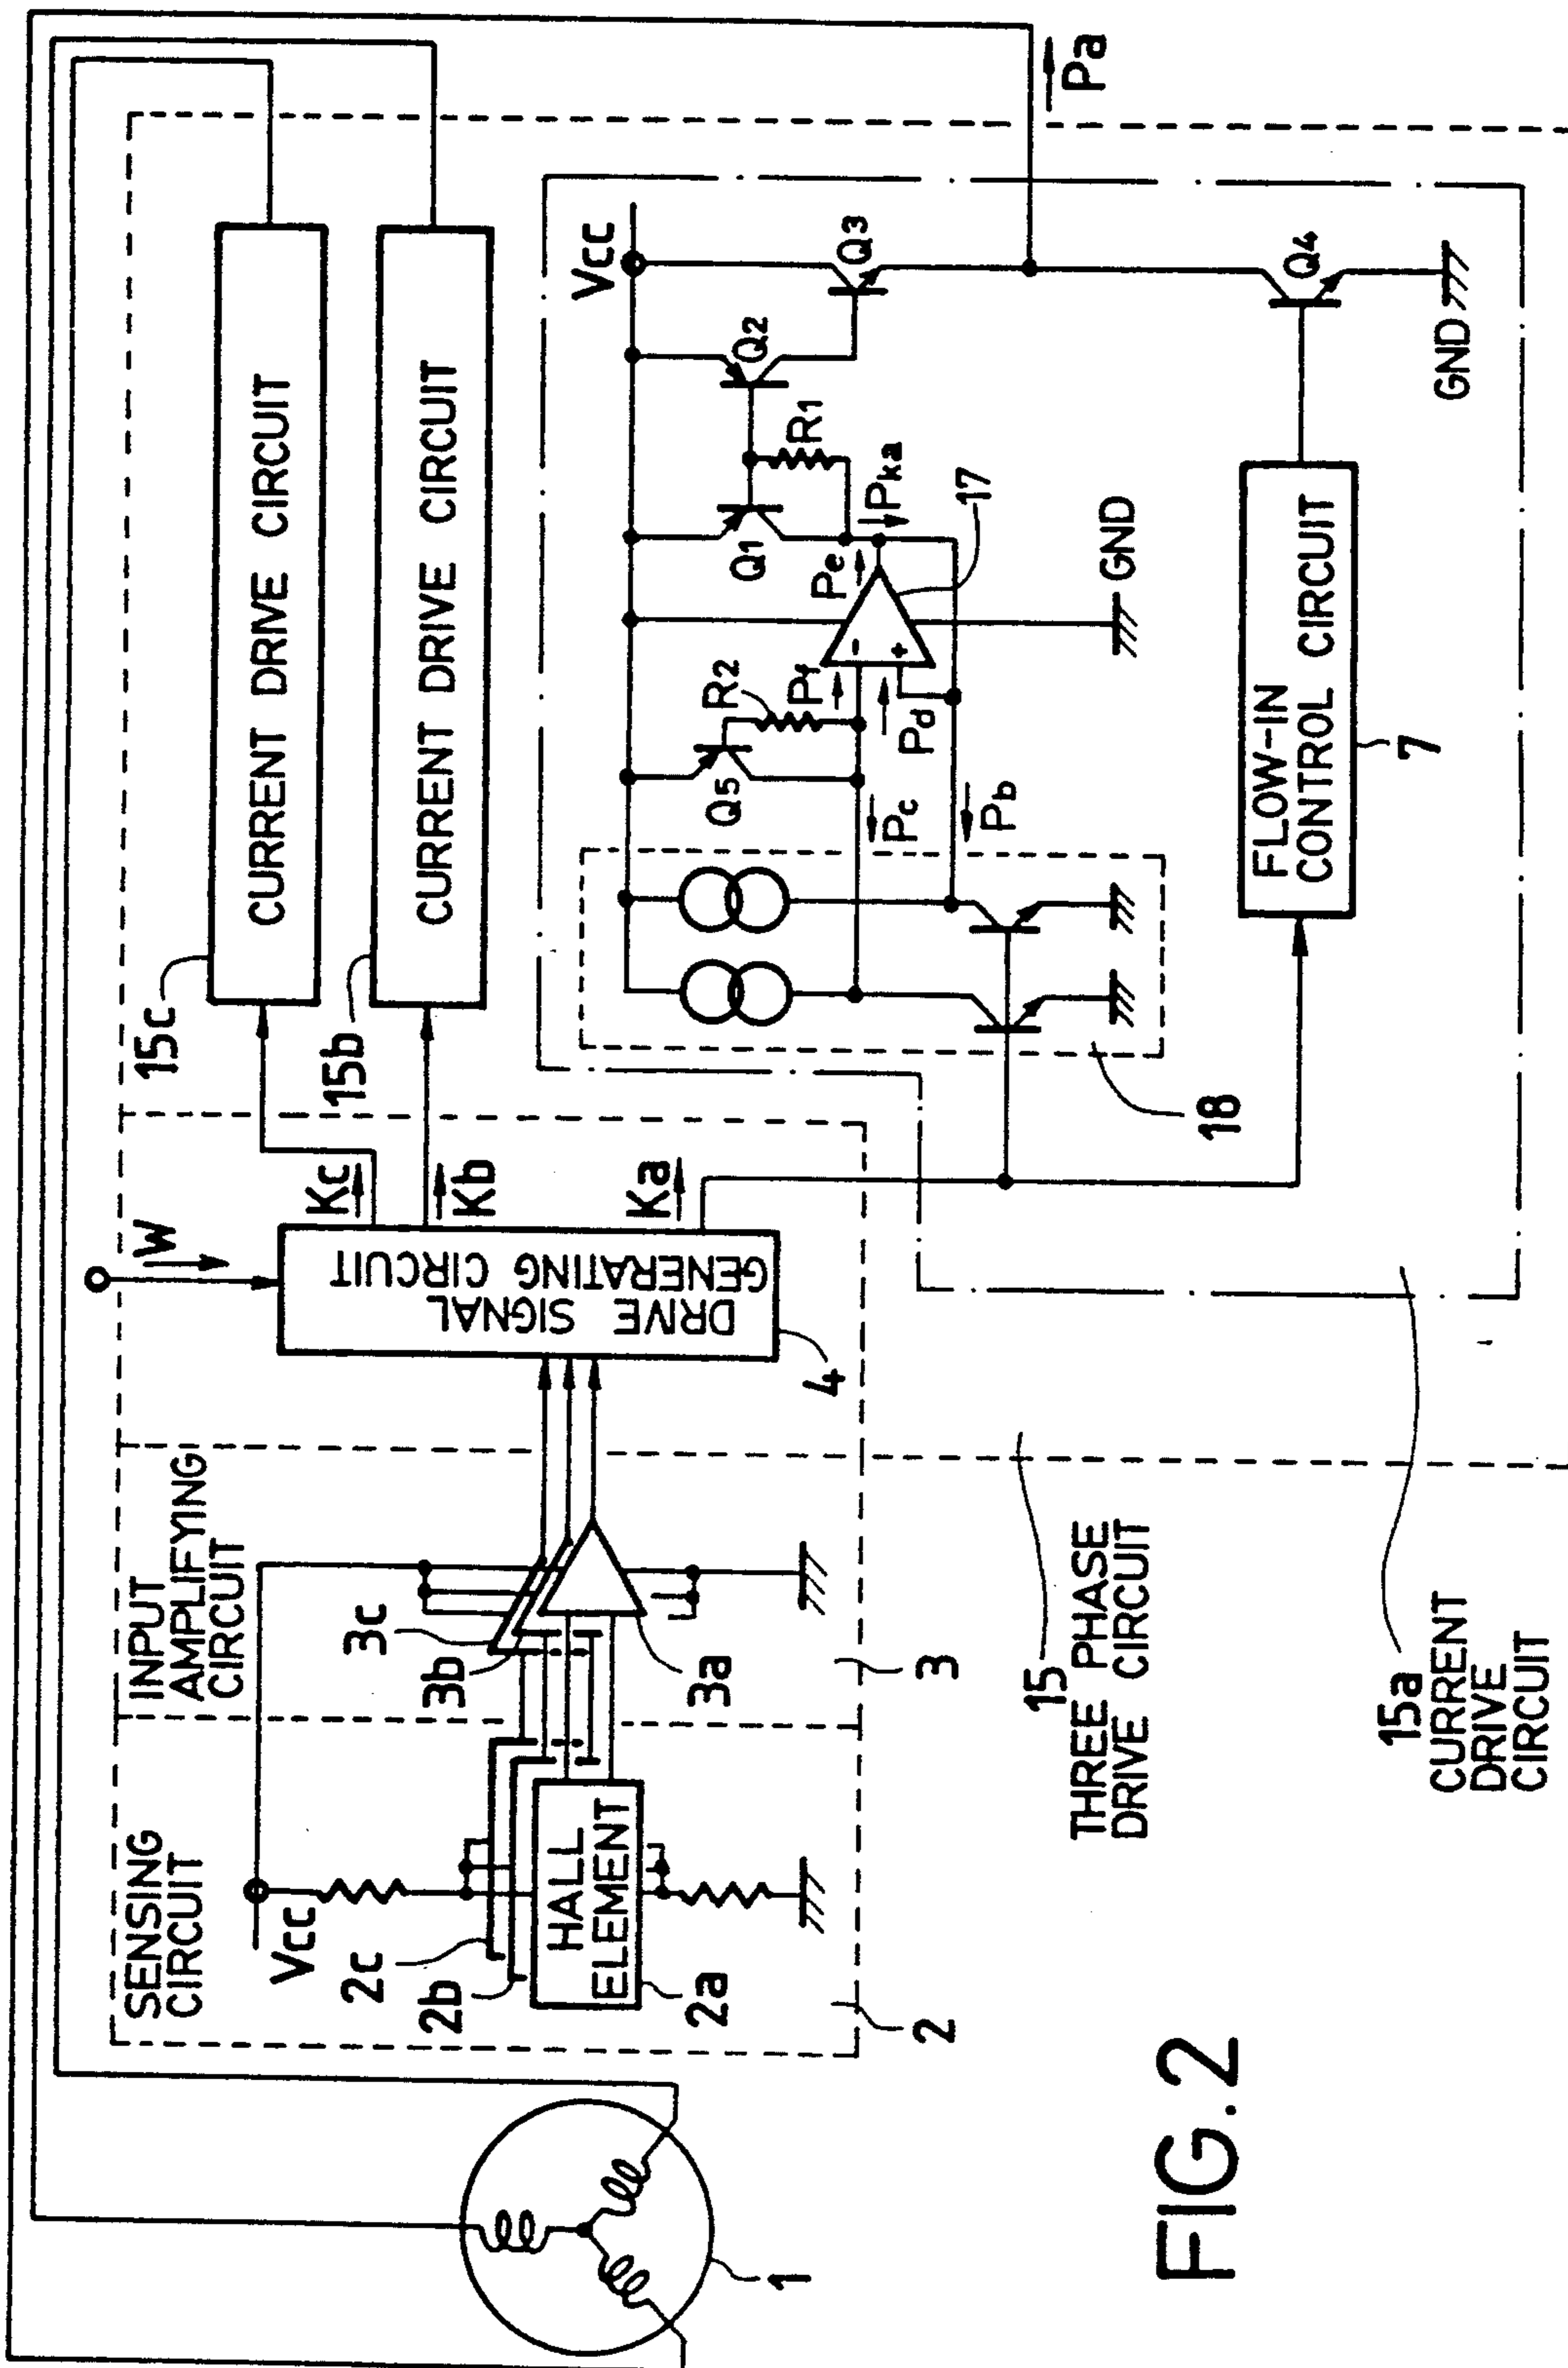 FIG.2
1
SENSING
CIRCUIT
Vcc
2c
2b
2a
HALL
ELEMENT
2
INPUT
AMPLIFYING
CIRCUIT
3c
3b
3a
3
W
DRIVE SIGNAL
GENERATING CIRCUIT
4
Kc
Kb
Ka
15c
CURRENT DRIVE CIRCUIT
15b
CURRENT DRIVE CIRCUIT
Vcc
Q5
R2
Q1
R1
Q2
Q3
Pf
Pe
Pka
Pc
Pd
Pb
17
GND
18
FLOW-IN
CONTROL CIRCUIT
7
Q4
GND
Pa
15
THREE PHASE
DRIVE CIRCUIT
15a
CURRENT
DRIVE
CIRCUIT